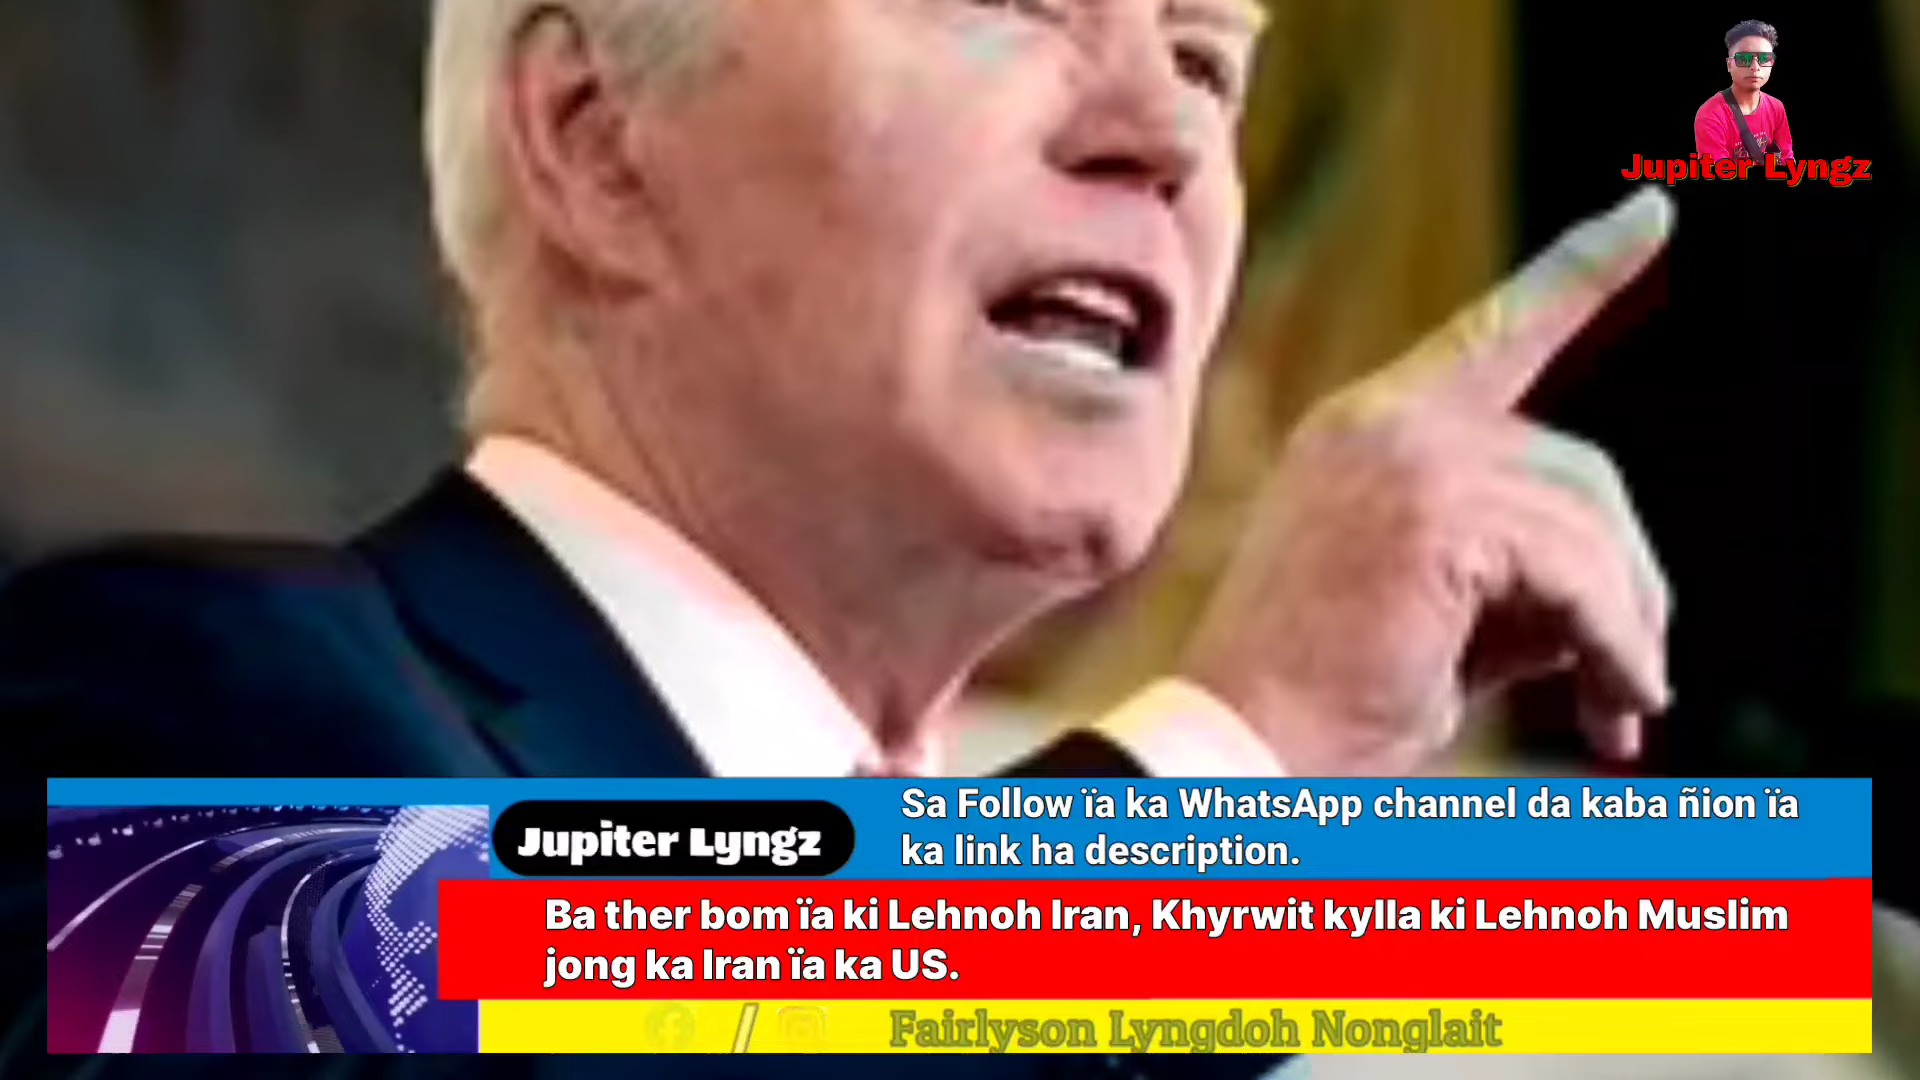 Jupiter Lyngz
Jupiter Lyngz
Sa Follow ïa ka WhatsApp channel da kaba ñion ïa
ka link ha description.
Ba ther bom ïa ki Lehnoh Iran, Khyrwit kylla ki Lehnoh Muslim
jong ka Iran ïa ka US.
Fairlyson Lyngdoh Nonglait